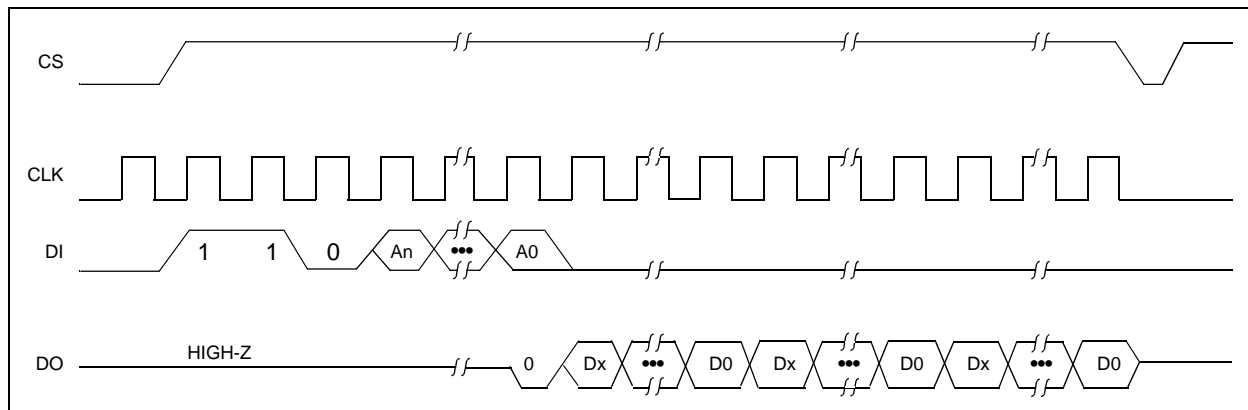 CS
CLK
DI 1 1 0 An ••• A0
DO HIGH-Z 0 Dx ••• D0 Dx ••• D0 Dx ••• D0